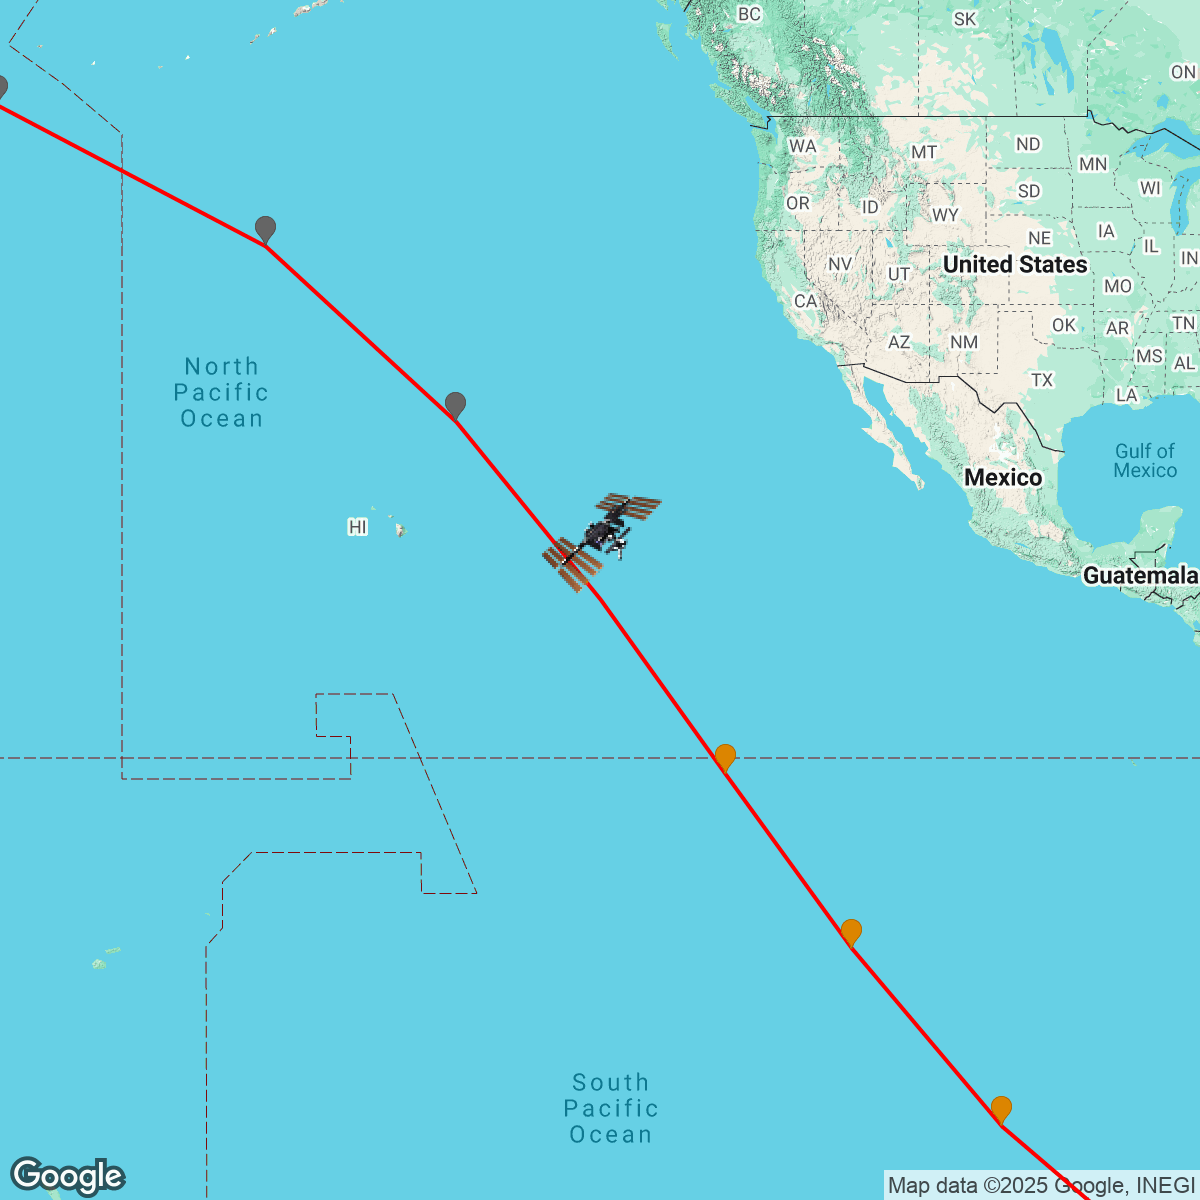 BC
SK
ON
WA
MT
ND
MN
OR
ID
SD
WI
WY
NE
IA
IL
IN
NV
UT
United States
MO
CA
OK
AR
TN
AZ
NM
MS
AL
TX
LA
North
Pacific
Ocean
Gulf of
Mexico
Mexico
HI
Guatemala
South
Pacific
Ocean
Google
Map data ©2025 Google, INEGI